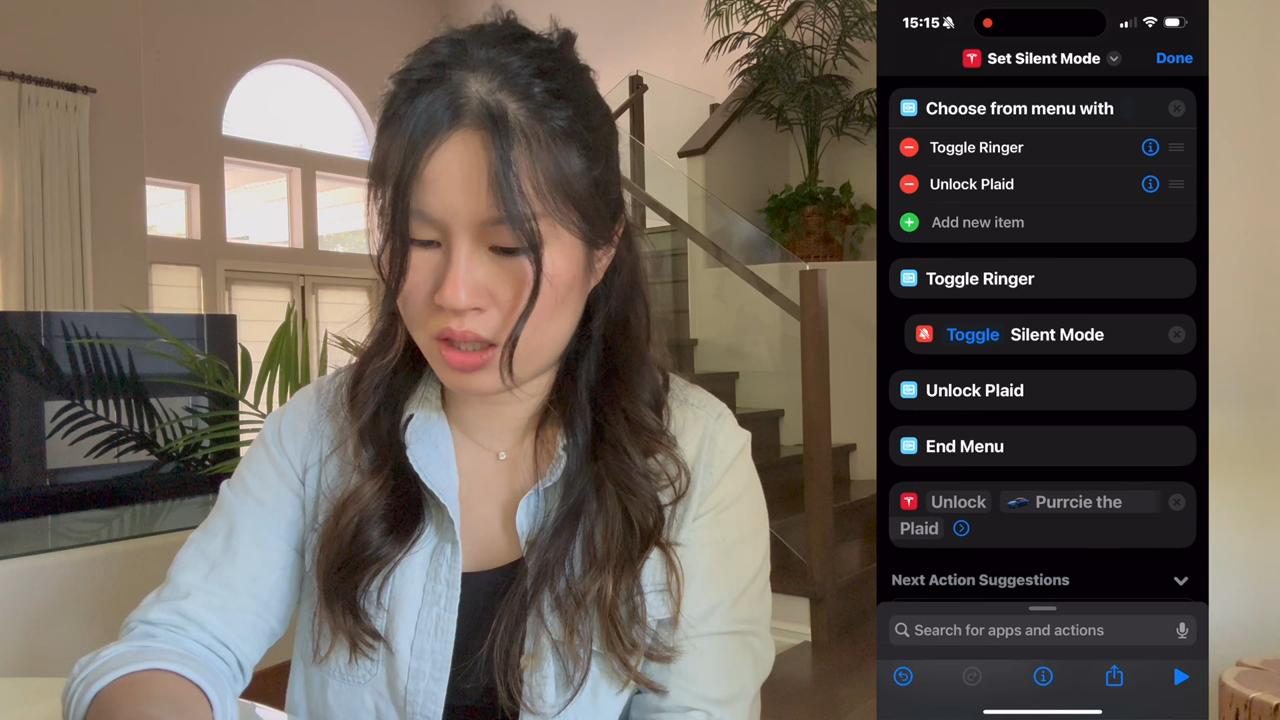 15:15
Set Silent Mode
Done
Choose from menu with
Toggle Ringer
Unlock Plaid
Add new item
Toggle Ringer
Toggle Silent Mode
Unlock Plaid
End Menu
Unlock Purrcie the
Plaid
Next Action Suggestions
Search for apps and actions